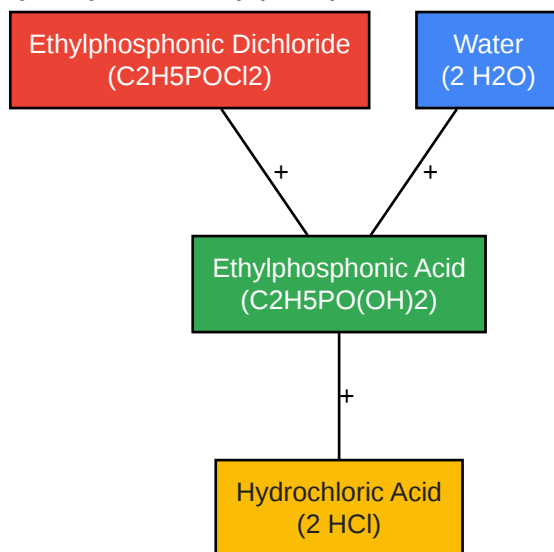 Ethylphosphonic Dichloride
(C2H5POCl2)
Water
(2 H2O)
+
+
Ethylphosphonic Acid
(C2H5PO(OH)2)
+
Hydrochloric Acid
(2 HCl)